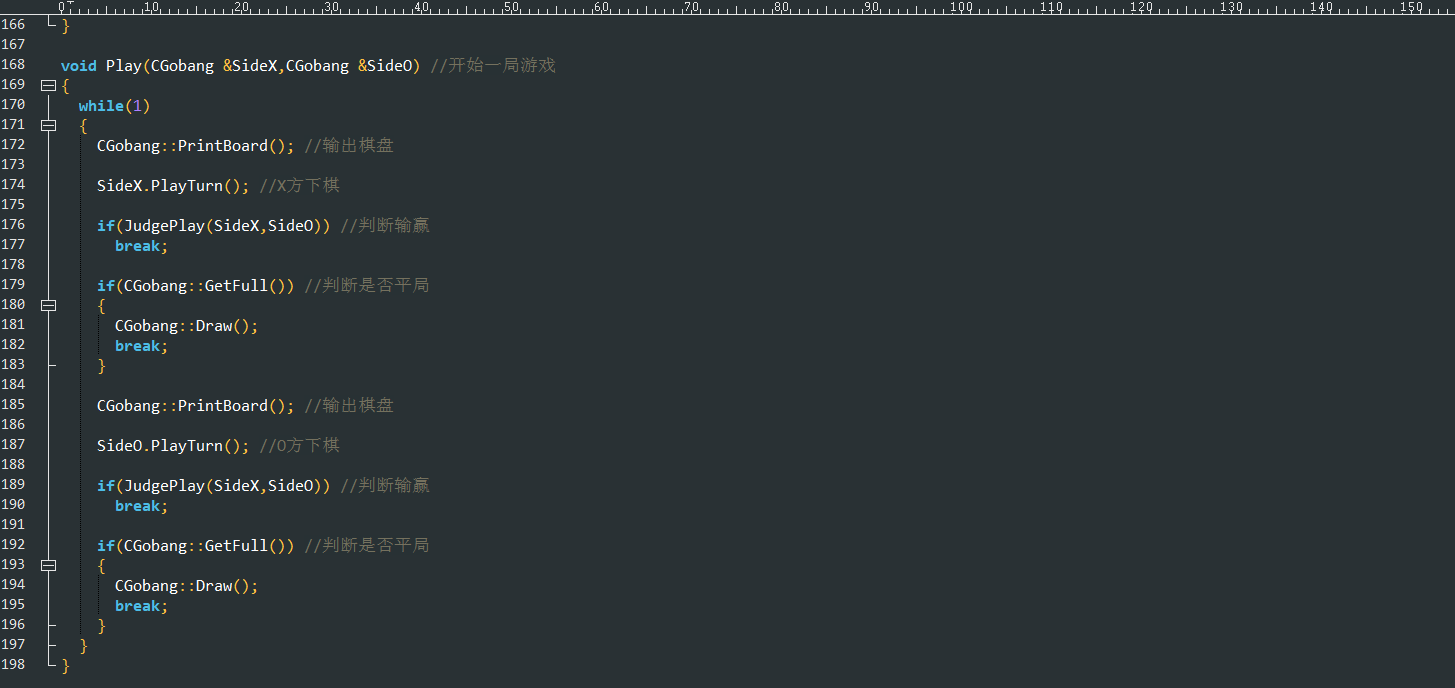 0 10 20 30 40 50 60 70 80 90 100 110 120 130 140 150
166 }
167
168 void Play(CGobang &SideX,CGobang &SideO) //开始一局游戏
169 {
170 while(1)
171 {
172 CGobang::PrintBoard(); //输出棋盘
173
174 SideX.PlayTurn(); //X方下棋
175
176 if(JudgePlay(SideX,SideO)) //判断输赢
177 break;
178
179 if(CGobang::GetFull()) //判断是否平局
180 {
181 CGobang::Draw();
182 break;
183 }
184
185 CGobang::PrintBoard(); //输出棋盘
186
187 SideO.PlayTurn(); //O方下棋
188
189 if(JudgePlay(SideX,SideO)) //判断输赢
190 break;
191
192 if(CGobang::GetFull()) //判断是否平局
193 {
194 CGobang::Draw();
195 break;
196 }
197 }
198 }